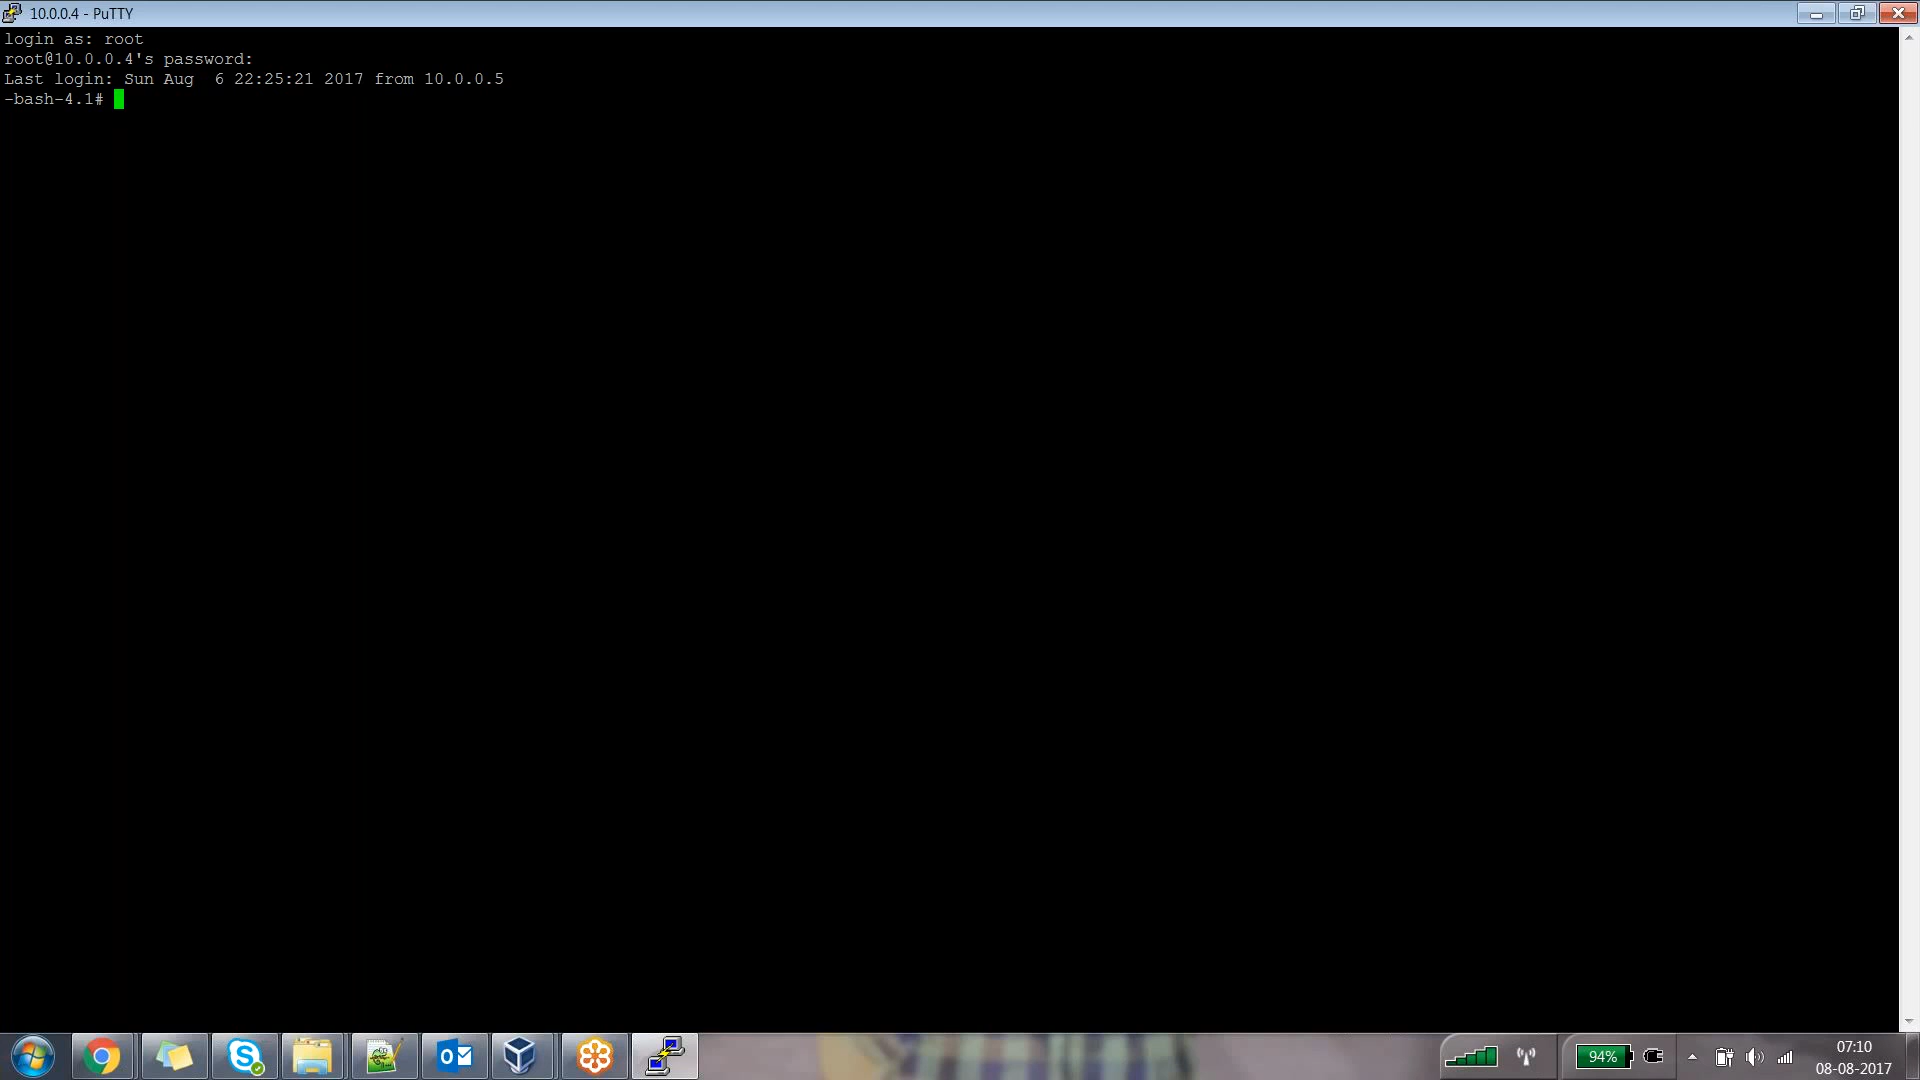 10.0.0.4 - PuTTY
login as: root
root@10.0.0.4's password:
Last login: Sun Aug  6 22:25:21 2017 from 10.0.0.5
-bash-4.1#
94%
07:10
08-08-2017